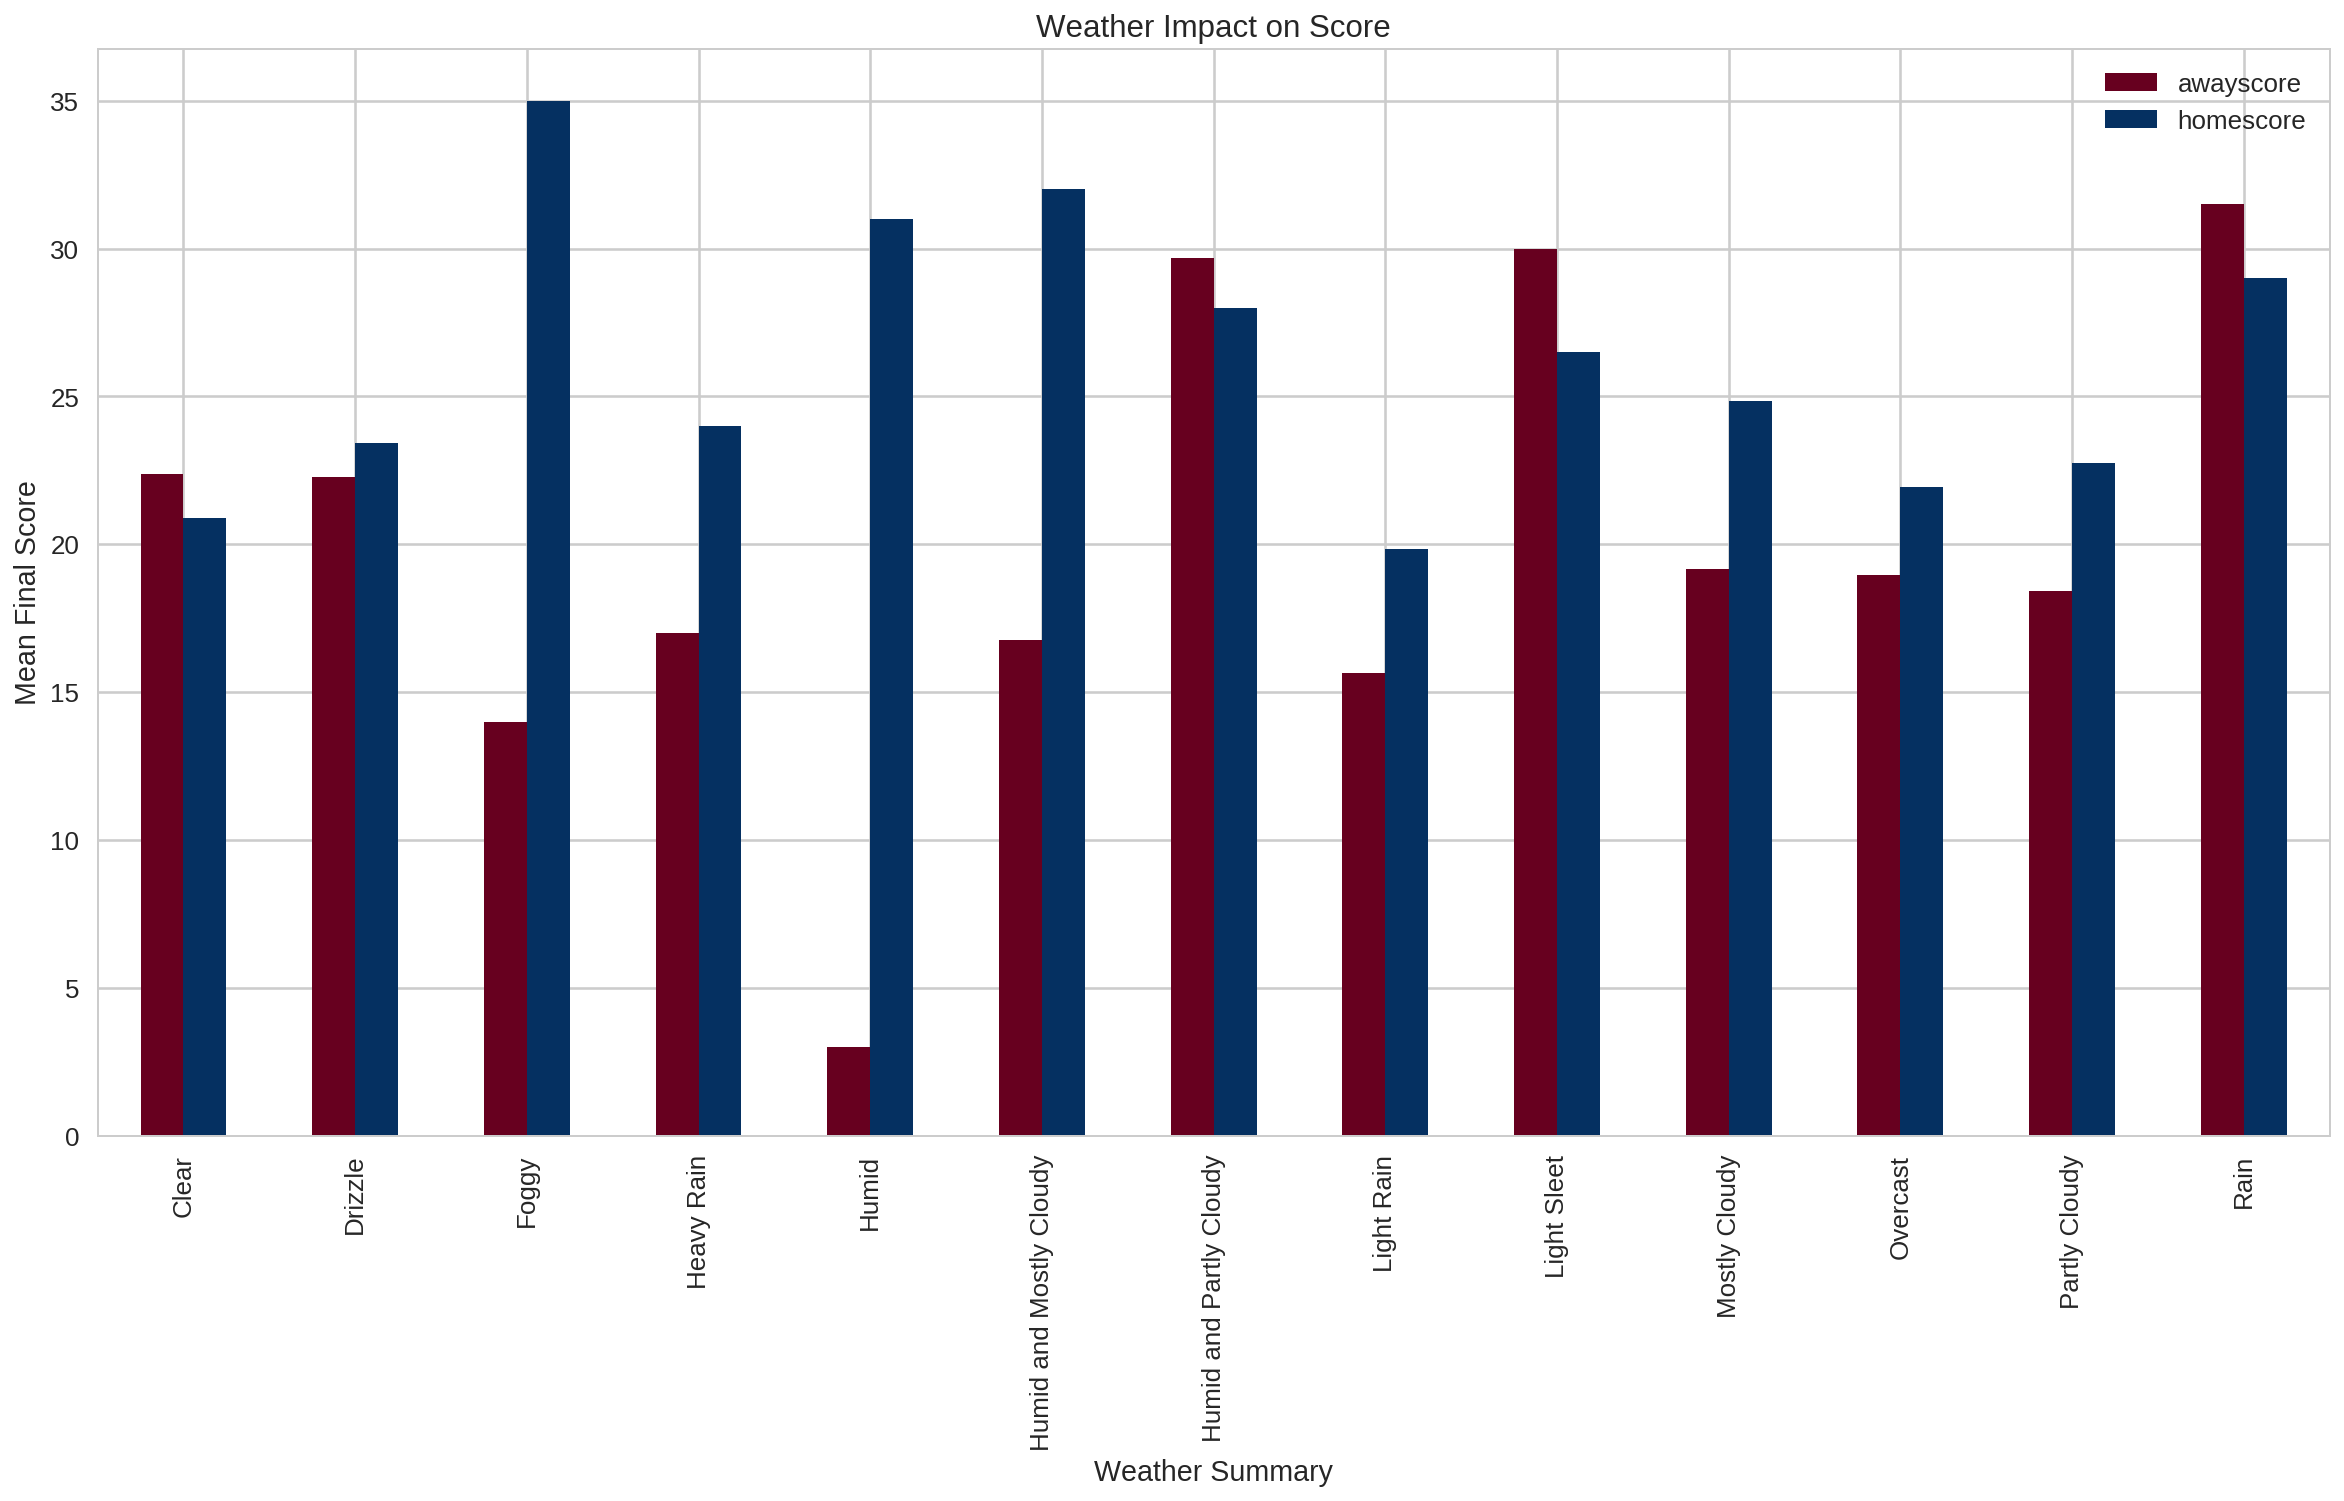 Weather Impact on Score
awayscore
homescore
Mean Final Score
35
30
25
20
15
10
5
0
Clear
Drizzle
Foggy
Heavy Rain
Humid
Humid and Mostly Cloudy
Humid and Partly Cloudy
Light Rain
Light Sleet
Mostly Cloudy
Overcast
Partly Cloudy
Rain
Weather Summary